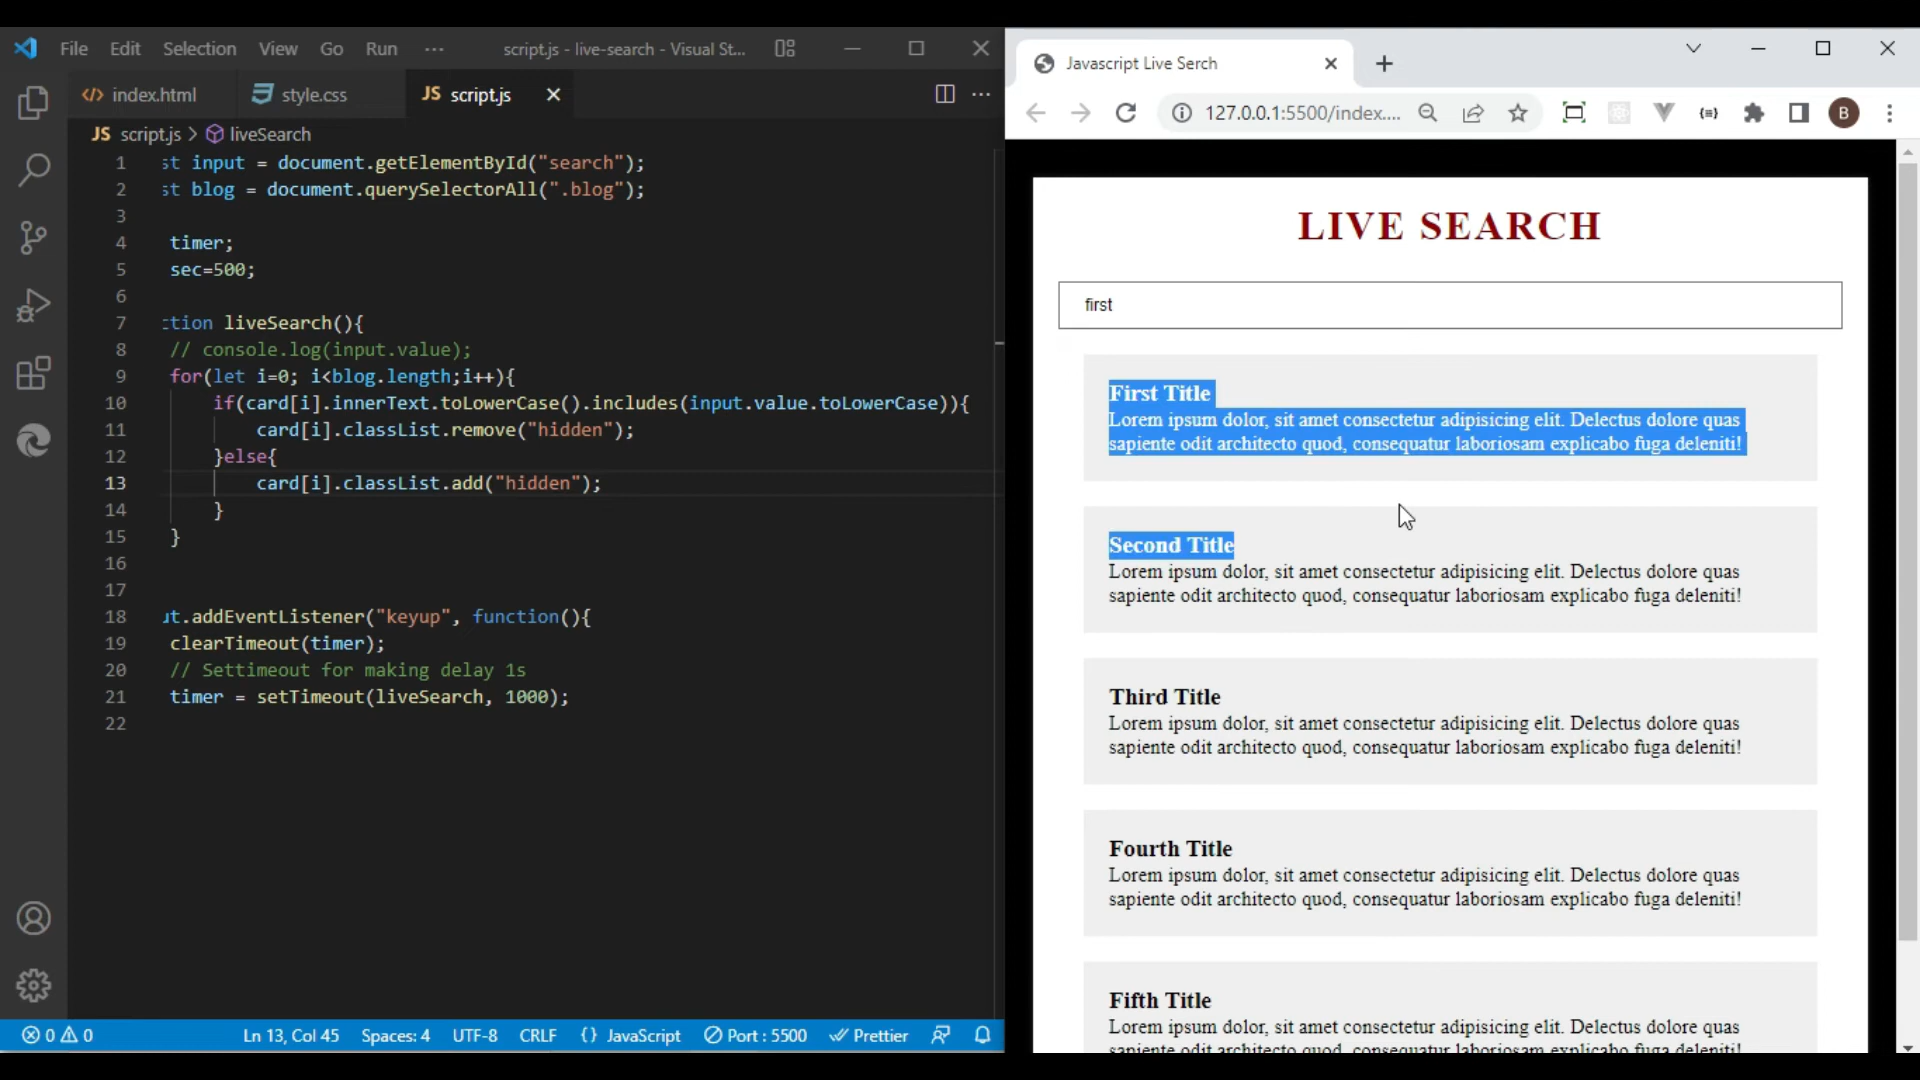 File Edit Selection View Go Run ··· script.js - live-search - Visual St...
index.html style.css JS script.js
JS script.js > liveSearch
1 st input = document.getElementById("search");
2 st blog = document.querySelectorAll(".blog");
3
4 timer;
5 sec=500;
6
7 ction liveSearch(){
8 // console.log(input.value);
9 for(let i=0; i<blog.length;i++){
10 if(card[i].innerText.toLowerCase().includes(input.value.toLowerCase)){
11 card[i].classList.remove("hidden");
12 }else{
13 card[i].classList.add("hidden");
14 }
15 }
16
17
18 ut.addEventListener("keyup", function(){
19 clearTimeout(timer);
20 // Settimeout for making delay 1s
21 timer = setTimeout(liveSearch, 1000);
22
0 0 Ln 13, Col 45 Spaces: 4 UTF-8 CRLF {} JavaScript Port : 5500 Prettier
Javascript Live Serch
127.0.0.1:5500/index.... B
LIVE SEARCH
first
First Title
Lorem ipsum dolor, sit amet consectetur adipisicing elit. Delectus dolore quas
sapiente odit architecto quod, consequatur laboriosam explicabo fuga deleniti!
Second Title
Lorem ipsum dolor, sit amet consectetur adipisicing elit. Delectus dolore quas
sapiente odit architecto quod, consequatur laboriosam explicabo fuga deleniti!
Third Title
Lorem ipsum dolor, sit amet consectetur adipisicing elit. Delectus dolore quas
sapiente odit architecto quod, consequatur laboriosam explicabo fuga deleniti!
Fourth Title
Lorem ipsum dolor, sit amet consectetur adipisicing elit. Delectus dolore quas
sapiente odit architecto quod, consequatur laboriosam explicabo fuga deleniti!
Fifth Title
Lorem ipsum dolor, sit amet consectetur adipisicing elit. Delectus dolore quas
sapiente odit architecto quod, consequatur laboriosam explicabo fuga deleniti!